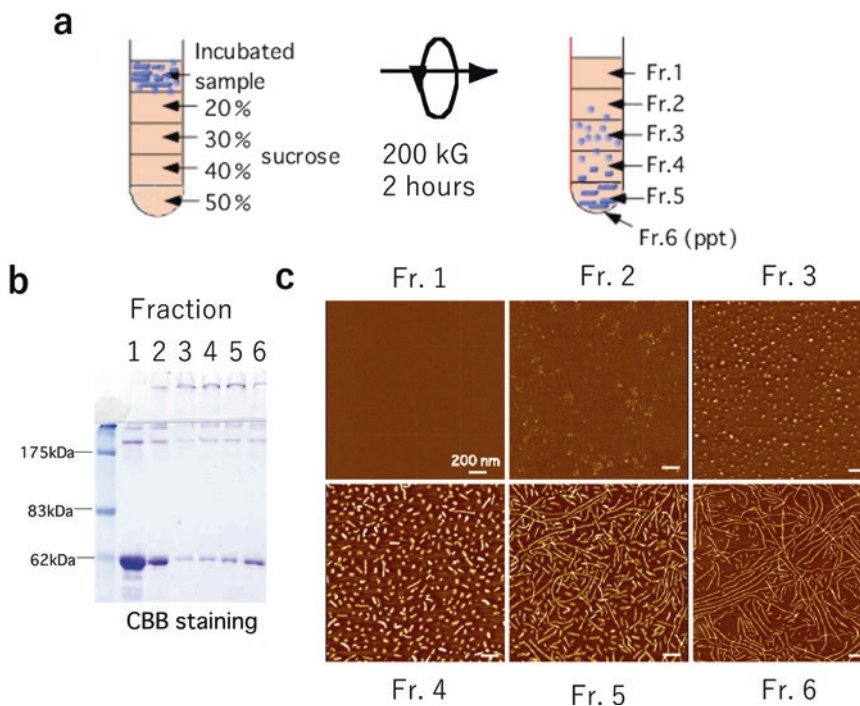 a
Incubated
sample
20%
30%
40%
50%
sucrose
200 kG
2 hours
Fr.1
Fr.2
Fr.3
Fr.4
Fr.5
Fr.6 (ppt)
b
Fraction
1 2 3 4 5 6
175kDa
83kDa
62kDa
CBB staining
c
Fr. 1 Fr. 2 Fr. 3
200 nm
Fr. 4 Fr. 5 Fr. 6